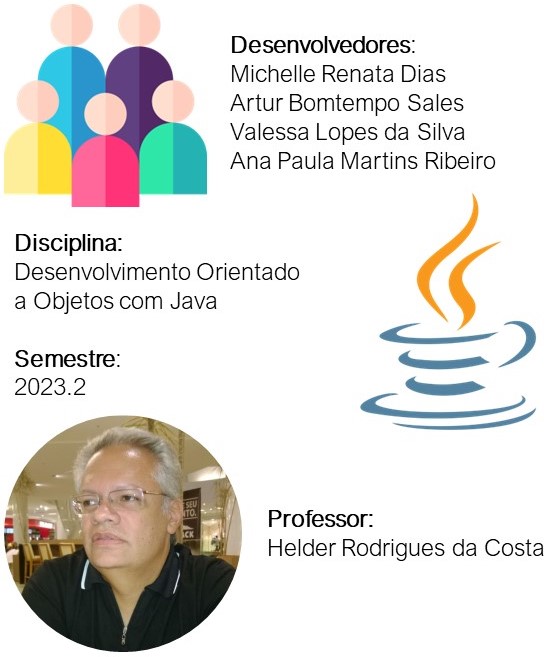 Desenvolvedores:
Michelle Renata Dias
Artur Bomtempo Sales
Valessa Lopes da Silva
Ana Paula Martins Ribeiro
Disciplina:
Desenvolvimento Orientado
a Objetos com Java
Semestre:
2023.2
Professor:
Helder Rodrigues da Costa